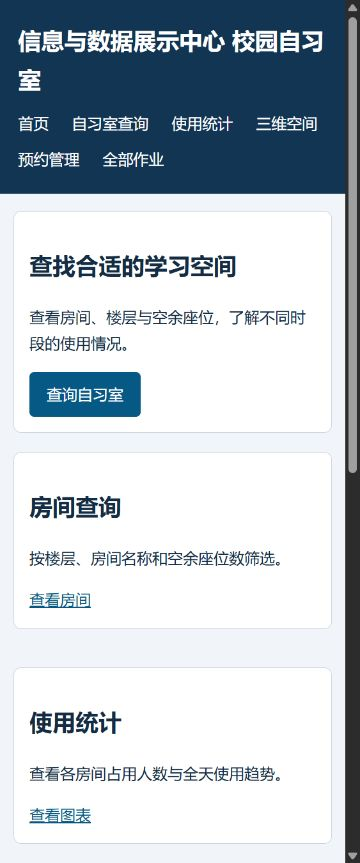 信息与数据展示中心 校园自习
室
首页 自习室查询 使用统计 三维空间
预约管理 全部作业
查找合适的学习空间
查看房间、楼层与空余座位，了解不同时
段的使用情况。
查询自习室
房间查询
按楼层、房间名称和空余座位数筛选。
查看房间
使用统计
查看各房间占用人数与全天使用趋势。
查看图表